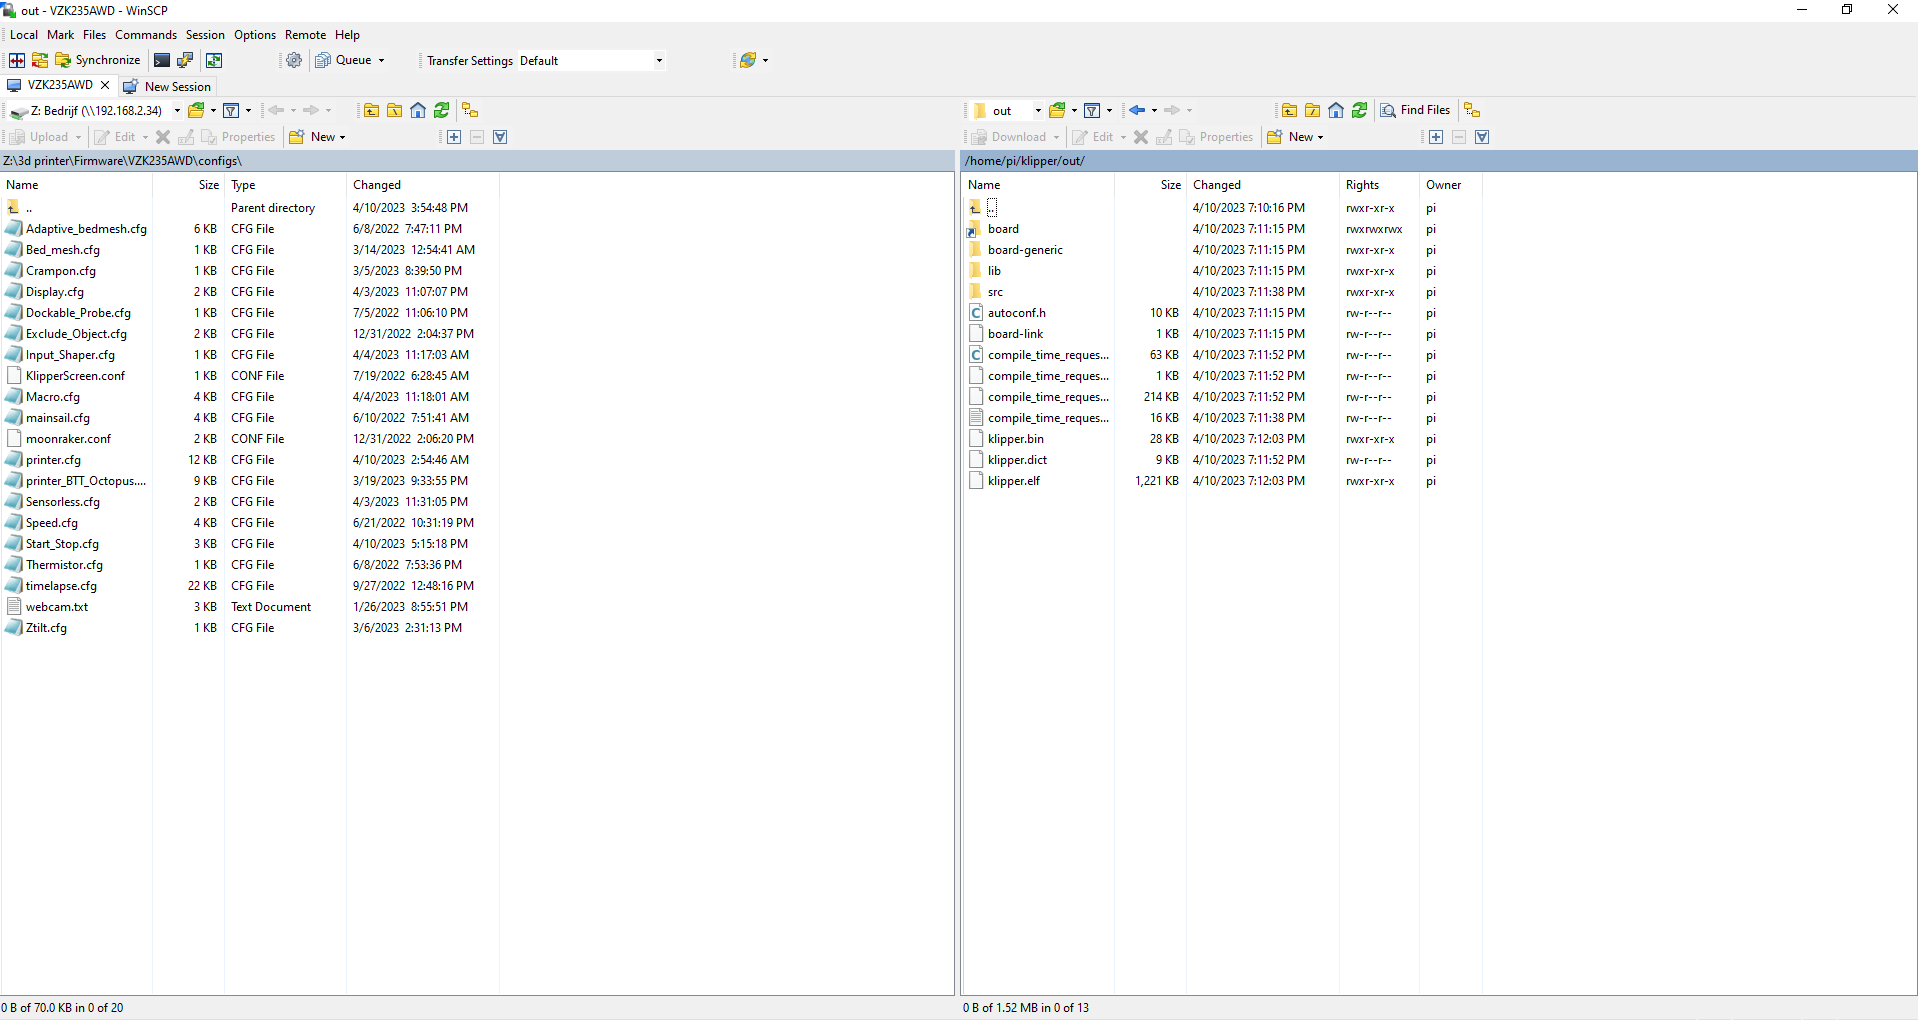 out - VZK235AWD - WinSCP
Local Mark Files Commands Session Options Remote Help
Synchronize Queue Transfer Settings Default
VZK235AWD New Session
Z: Bedrijf (\\192.168.2.34) out Find Files
Upload Edit Properties New Download Edit Properties New
Z:\3d printer\Firmware\VZK235AWD\configs\
Name Size Type Changed
.. Parent directory 4/10/2023 3:54:48 PM
Adaptive_bedmesh.cfg 6 KB CFG File 6/8/2022 7:47:11 PM
Bed_mesh.cfg 1 KB CFG File 3/14/2023 12:54:41 AM
Crampon.cfg 1 KB CFG File 3/5/2023 8:39:50 PM
Display.cfg 2 KB CFG File 4/3/2023 11:07:07 PM
Dockable_Probe.cfg 1 KB CFG File 7/5/2022 11:06:10 PM
Exclude_Object.cfg 2 KB CFG File 12/31/2022 2:04:37 PM
Input_Shaper.cfg 1 KB CFG File 4/4/2023 11:17:03 AM
KlipperScreen.conf 1 KB CONF File 7/19/2022 6:28:45 AM
Macro.cfg 4 KB CFG File 4/4/2023 11:18:01 AM
mainsail.cfg 4 KB CFG File 6/10/2022 7:51:41 AM
moonraker.conf 2 KB CONF File 12/31/2022 2:06:20 PM
printer.cfg 12 KB CFG File 4/10/2023 2:54:46 AM
printer_BTT_Octopus.... 9 KB CFG File 3/19/2023 9:33:55 PM
Sensorless.cfg 2 KB CFG File 4/3/2023 11:31:05 PM
Speed.cfg 4 KB CFG File 6/21/2022 10:31:19 PM
Start_Stop.cfg 3 KB CFG File 4/10/2023 5:15:18 PM
Thermistor.cfg 1 KB CFG File 6/8/2022 7:53:36 PM
timelapse.cfg 22 KB CFG File 9/27/2022 12:48:16 PM
webcam.txt 3 KB Text Document 1/26/2023 8:55:51 PM
Ztilt.cfg 1 KB CFG File 3/6/2023 2:31:13 PM
0 B of 70.0 KB in 0 of 20
/home/pi/klipper/out/
Name Size Changed Rights Owner
.. 4/10/2023 7:10:16 PM rwxr-xr-x pi
board 4/10/2023 7:11:15 PM rwxrwxrwx pi
board-generic 4/10/2023 7:11:15 PM rwxr-xr-x pi
lib 4/10/2023 7:11:15 PM rwxr-xr-x pi
src 4/10/2023 7:11:38 PM rwxr-xr-x pi
autoconf.h 10 KB 4/10/2023 7:11:15 PM rw-r--r-- pi
board-link 1 KB 4/10/2023 7:11:15 PM rw-r--r-- pi
compile_time_reques... 63 KB 4/10/2023 7:11:52 PM rw-r--r-- pi
compile_time_reques... 1 KB 4/10/2023 7:11:52 PM rw-r--r-- pi
compile_time_reques... 214 KB 4/10/2023 7:11:52 PM rw-r--r-- pi
compile_time_reques... 16 KB 4/10/2023 7:11:38 PM rw-r--r-- pi
klipper.bin 28 KB 4/10/2023 7:12:03 PM rwxr-xr-x pi
klipper.dict 9 KB 4/10/2023 7:11:52 PM rw-r--r-- pi
klipper.elf 1,221 KB 4/10/2023 7:12:03 PM rwxr-xr-x pi
0 B of 1.52 MB in 0 of 13